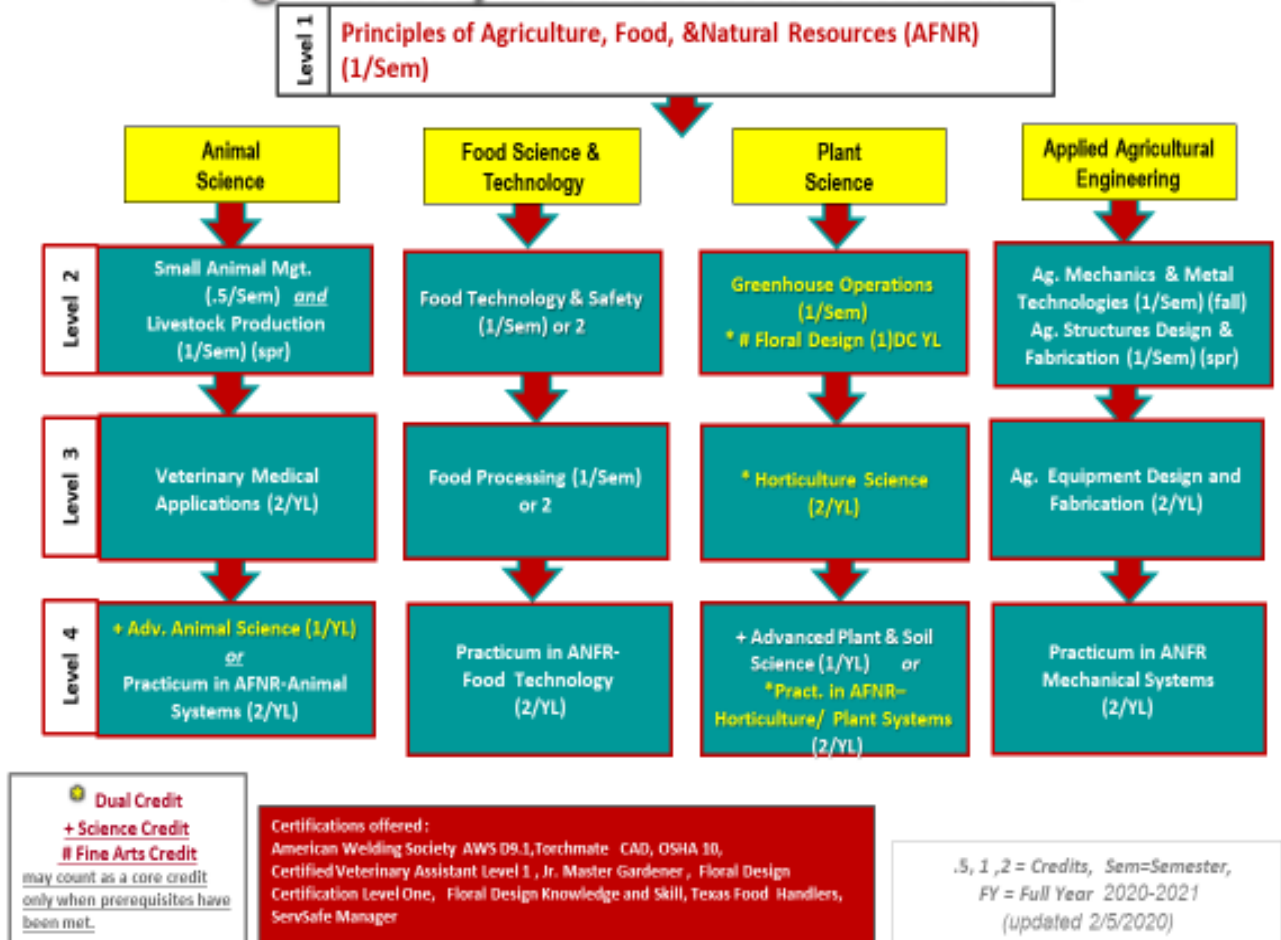 Level 1
Principles of Agriculture, Food, &Natural Resources (AFNR)
(1/Sem)
Animal
Science
Food Science &
Technology
Plant
Science
Applied Agricultural
Engineering
Level 2
Small Animal Mgt.
(.5/Sem) and
Livestock Production
(1/Sem) (spr)
Food Technology & Safety
(1/Sem) or 2
Greenhouse Operations
(1/Sem)
* # Floral Design (1)DC YL
Ag. Mechanics & Metal
Technologies (1/Sem) (fall)
Ag. Structures Design &
Fabrication (1/Sem) (spr)
Level 3
Veterinary Medical
Applications (2/YL)
Food Processing (1/Sem)
or 2
* Horticulture Science
(2/YL)
Ag. Equipment Design and
Fabrication (2/YL)
Level 4
+ Adv. Animal Science (1/YL)
or
Practicum in AFNR-Animal
Systems (2/YL)
Practicum in ANFR-
Food Technology
(2/YL)
+ Advanced Plant & Soil
Science (1/YL) or
*Pract. in AFNR–
Horticulture/ Plant Systems
(2/YL)
Practicum in ANFR
Mechanical Systems
(2/YL)
Dual Credit
+ Science Credit
# Fine Arts Credit
may count as a core credit
only when prerequisites have
been met.
Certifications offered:
American Welding Society AWS D9.1,Torchmate CAD, OSHA 10,
Certified Veterinary Assistant Level 1 , Jr. Master Gardener , Floral Design
Certification Level One, Floral Design Knowledge and Skill, Texas Food Handlers,
ServSafe Manager
.5, 1 ,2 = Credits, Sem=Semester,
FY = Full Year 2020-2021
(updated 2/5/2020)